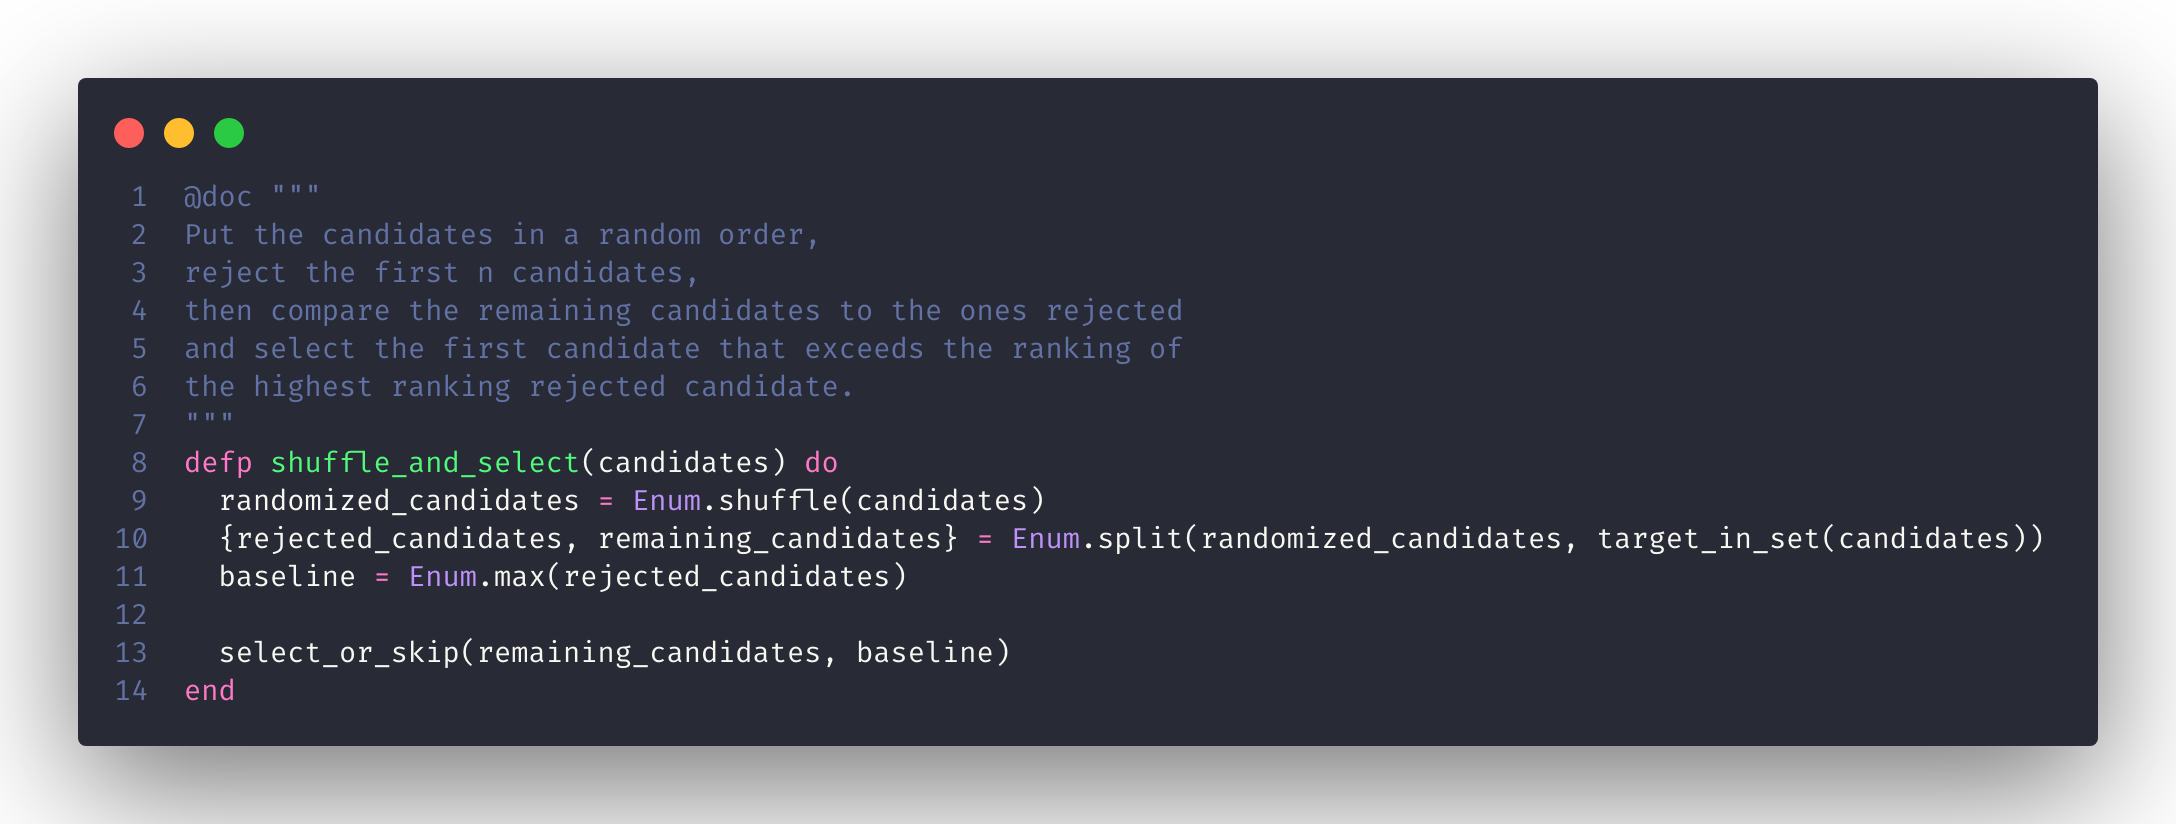 1 @doc """
2 Put the candidates in a random order,
3 reject the first n candidates,
4 then compare the remaining candidates to the ones rejected
5 and select the first candidate that exceeds the ranking of
6 the highest ranking rejected candidate.
7 """
8 defp shuffle_and_select(candidates) do
9   randomized_candidates = Enum.shuffle(candidates)
10   {rejected_candidates, remaining_candidates} = Enum.split(randomized_candidates, target_in_set(candidates))
11   baseline = Enum.max(rejected_candidates)
12
13   select_or_skip(remaining_candidates, baseline)
14 end